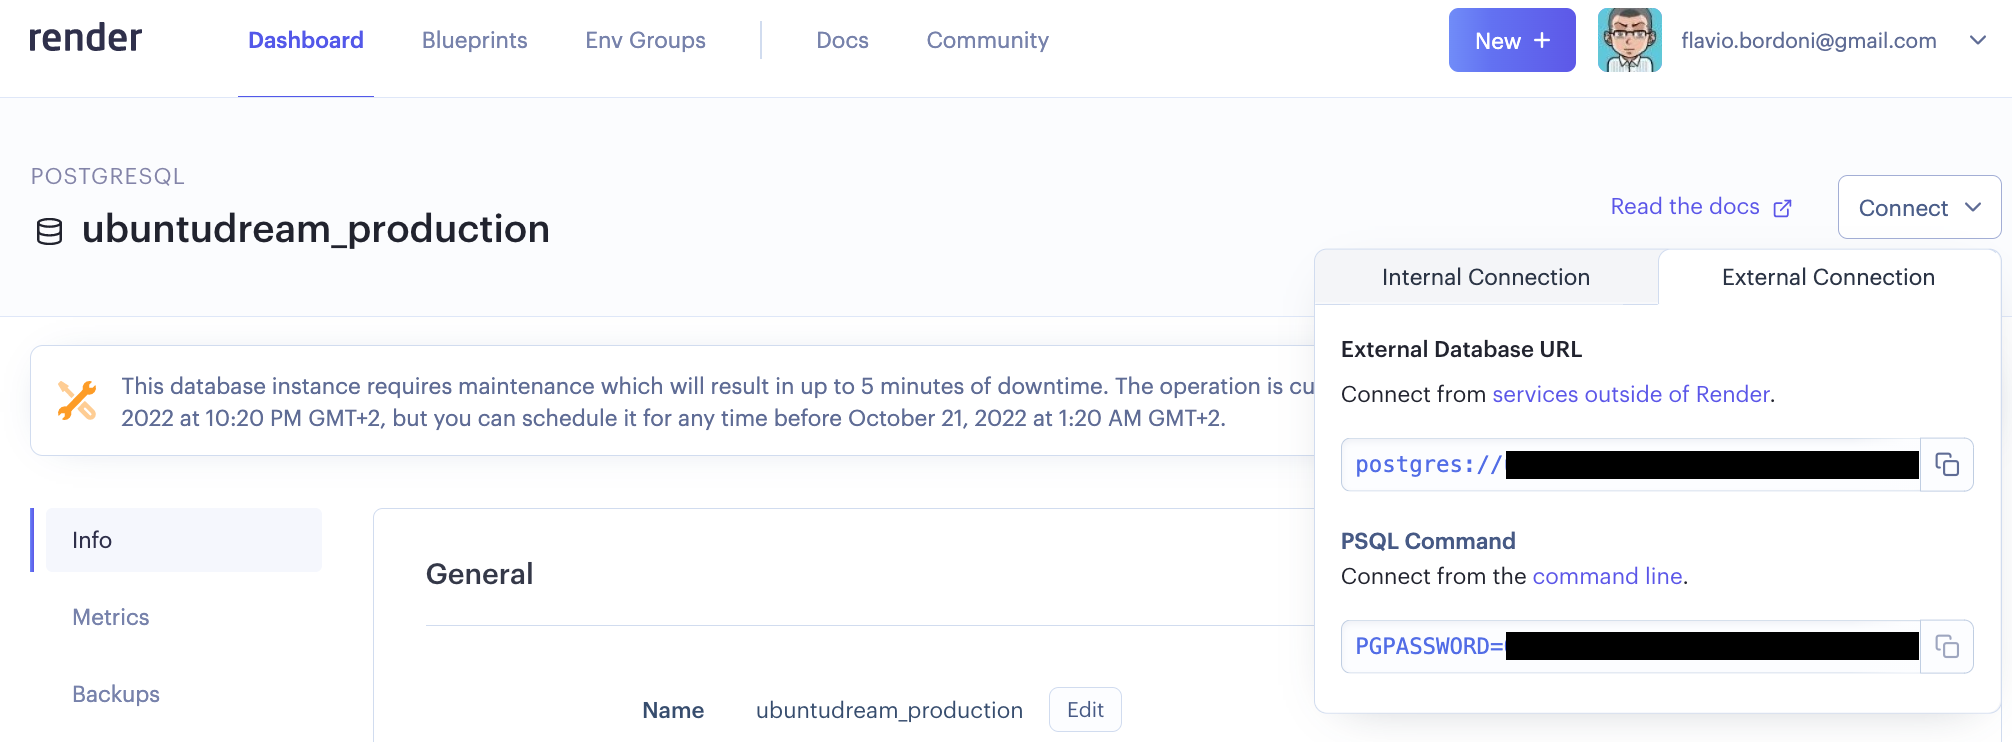 render
Dashboard
Blueprints
Env Groups
Docs
Community
New +
flavio.bordoni@gmail.com
POSTGRESQL
ubuntudream_production
Read the docs
Connect
Internal Connection
External Connection
External Database URL
Connect from services outside of Render.
postgres://
PSQL Command
Connect from the command line.
PGPASSWORD=
This database instance requires maintenance which will result in up to 5 minutes of downtime. The operation is cu
2022 at 10:20 PM GMT+2, but you can schedule it for any time before October 21, 2022 at 1:20 AM GMT+2.
Info
Metrics
Backups
General
Name
ubuntudream_production
Edit